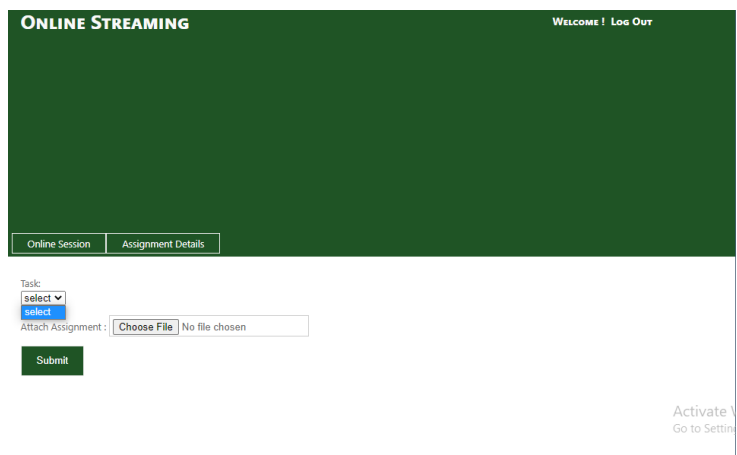 ONLINE STREAMING
WELCOME ! LOG OUT
Online Session Assignment Details
Task:
select
select
Attach Assignment : Choose File No file chosen
Submit
Activate
Go to Setting